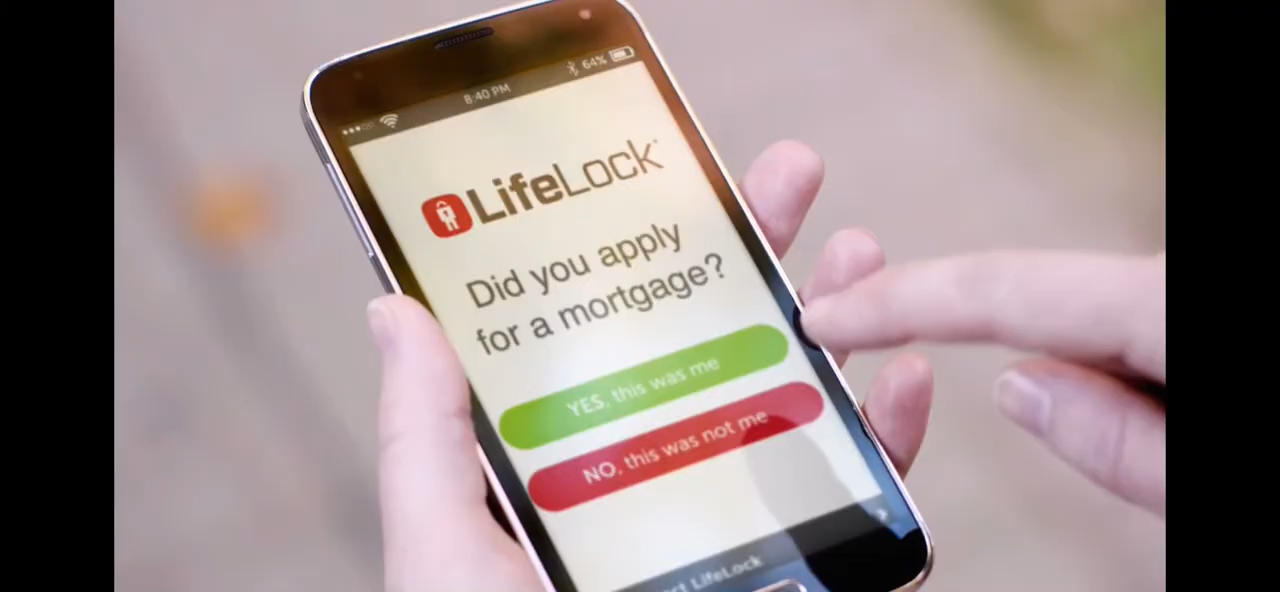 8:40 PM
64%
LifeLock
Did you apply
for a mortgage?
YES, this was me
NO, this was not me
LifeLock